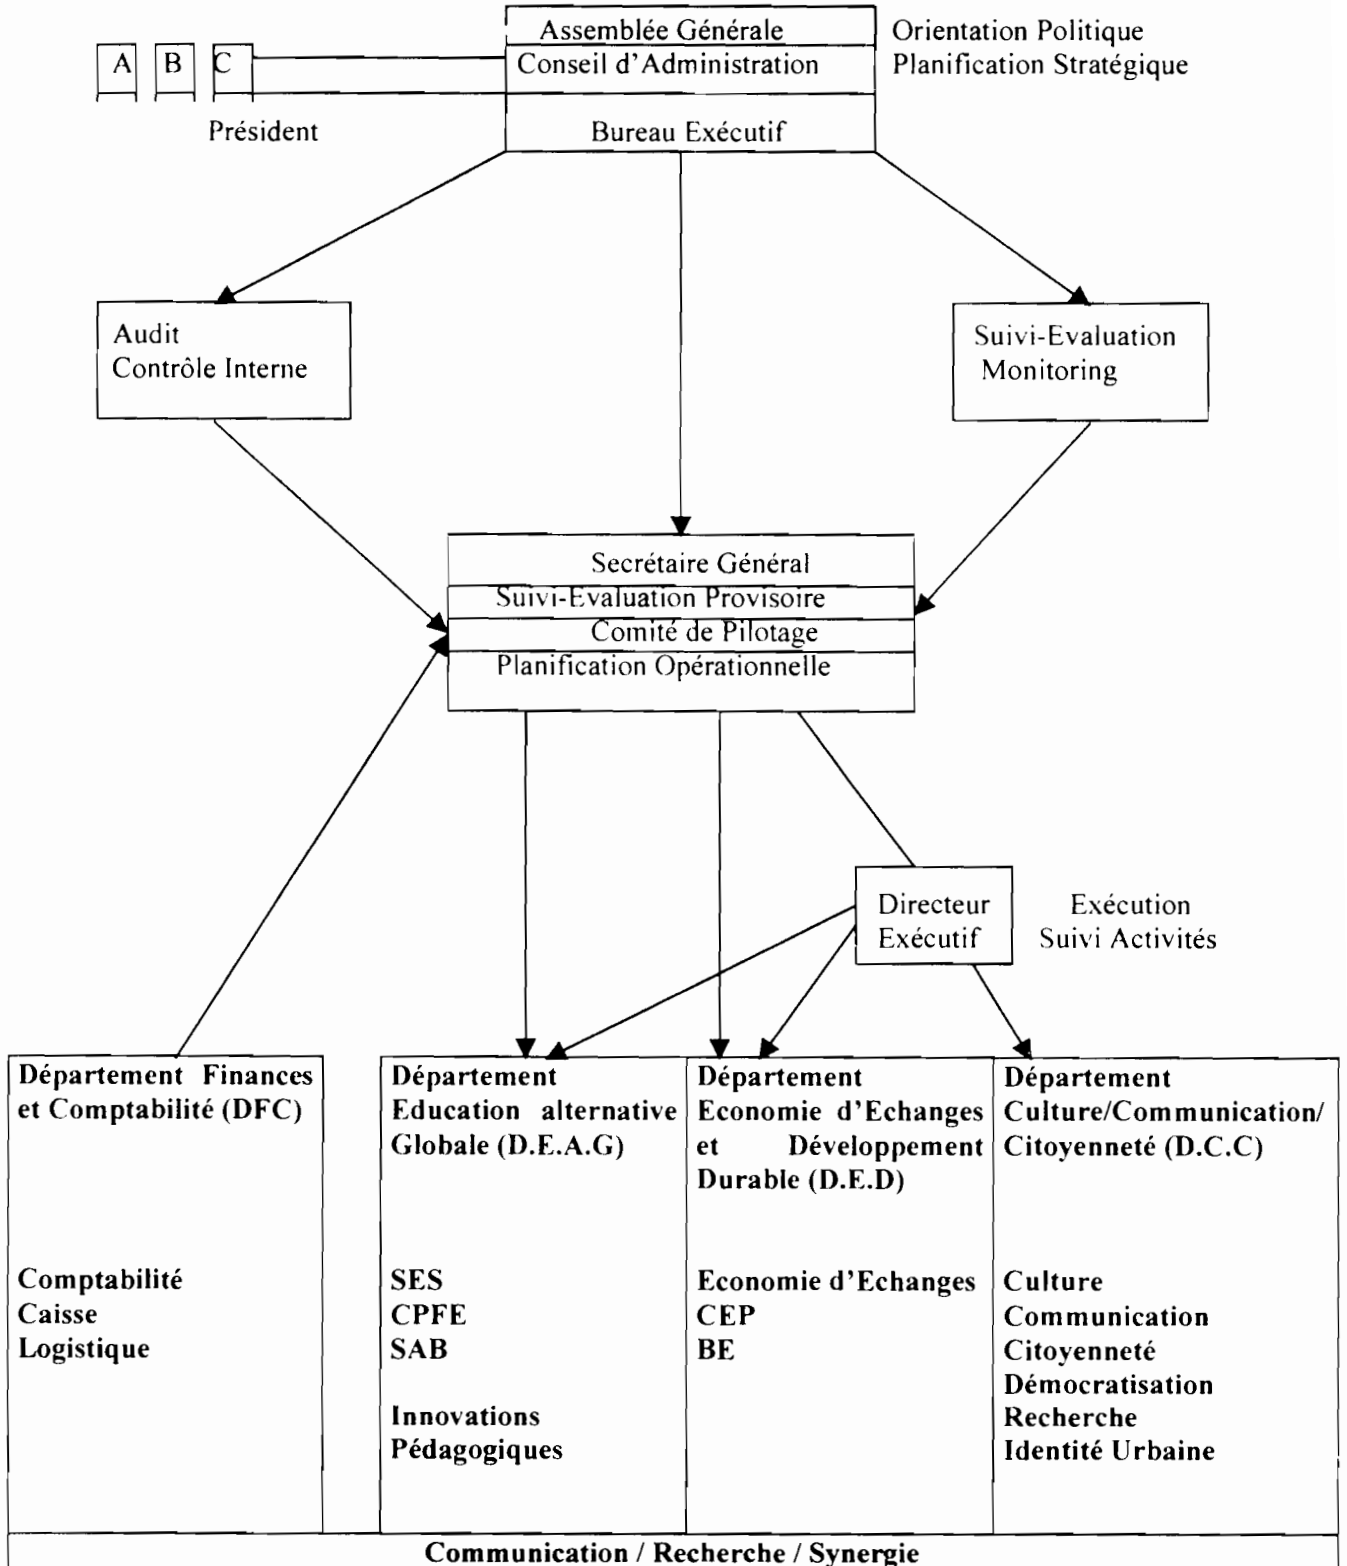 Assemblée Générale
Orientation Politique
A B C
Conseil d'Administration
Planification Stratégique
Président
Bureau Exécutif
Audit
Contrôle Interne
Suivi-Evaluation
Monitoring
Secrétaire Général
Suivi-Evaluation Provisoire
Comité de Pilotage
Planification Opérationnelle
Directeur
Exécutif
Exécution
Suivi Activités
Département Finances
et Comptabilité (DFC)
Comptabilité
Caisse
Logistique
Département
Education alternative
Globale (D.E.A.G)
SES
CPFE
SAB
Innovations
Pédagogiques
Département
Economie d'Echanges
et Développement
Durable (D.E.D)
Economie d'Echanges
CEP
BE
Département
Culture/Communication/
Citoyenneté (D.C.C)
Culture
Communication
Citoyenneté
Démocratisation
Recherche
Identité Urbaine
Communication / Recherche / Synergie